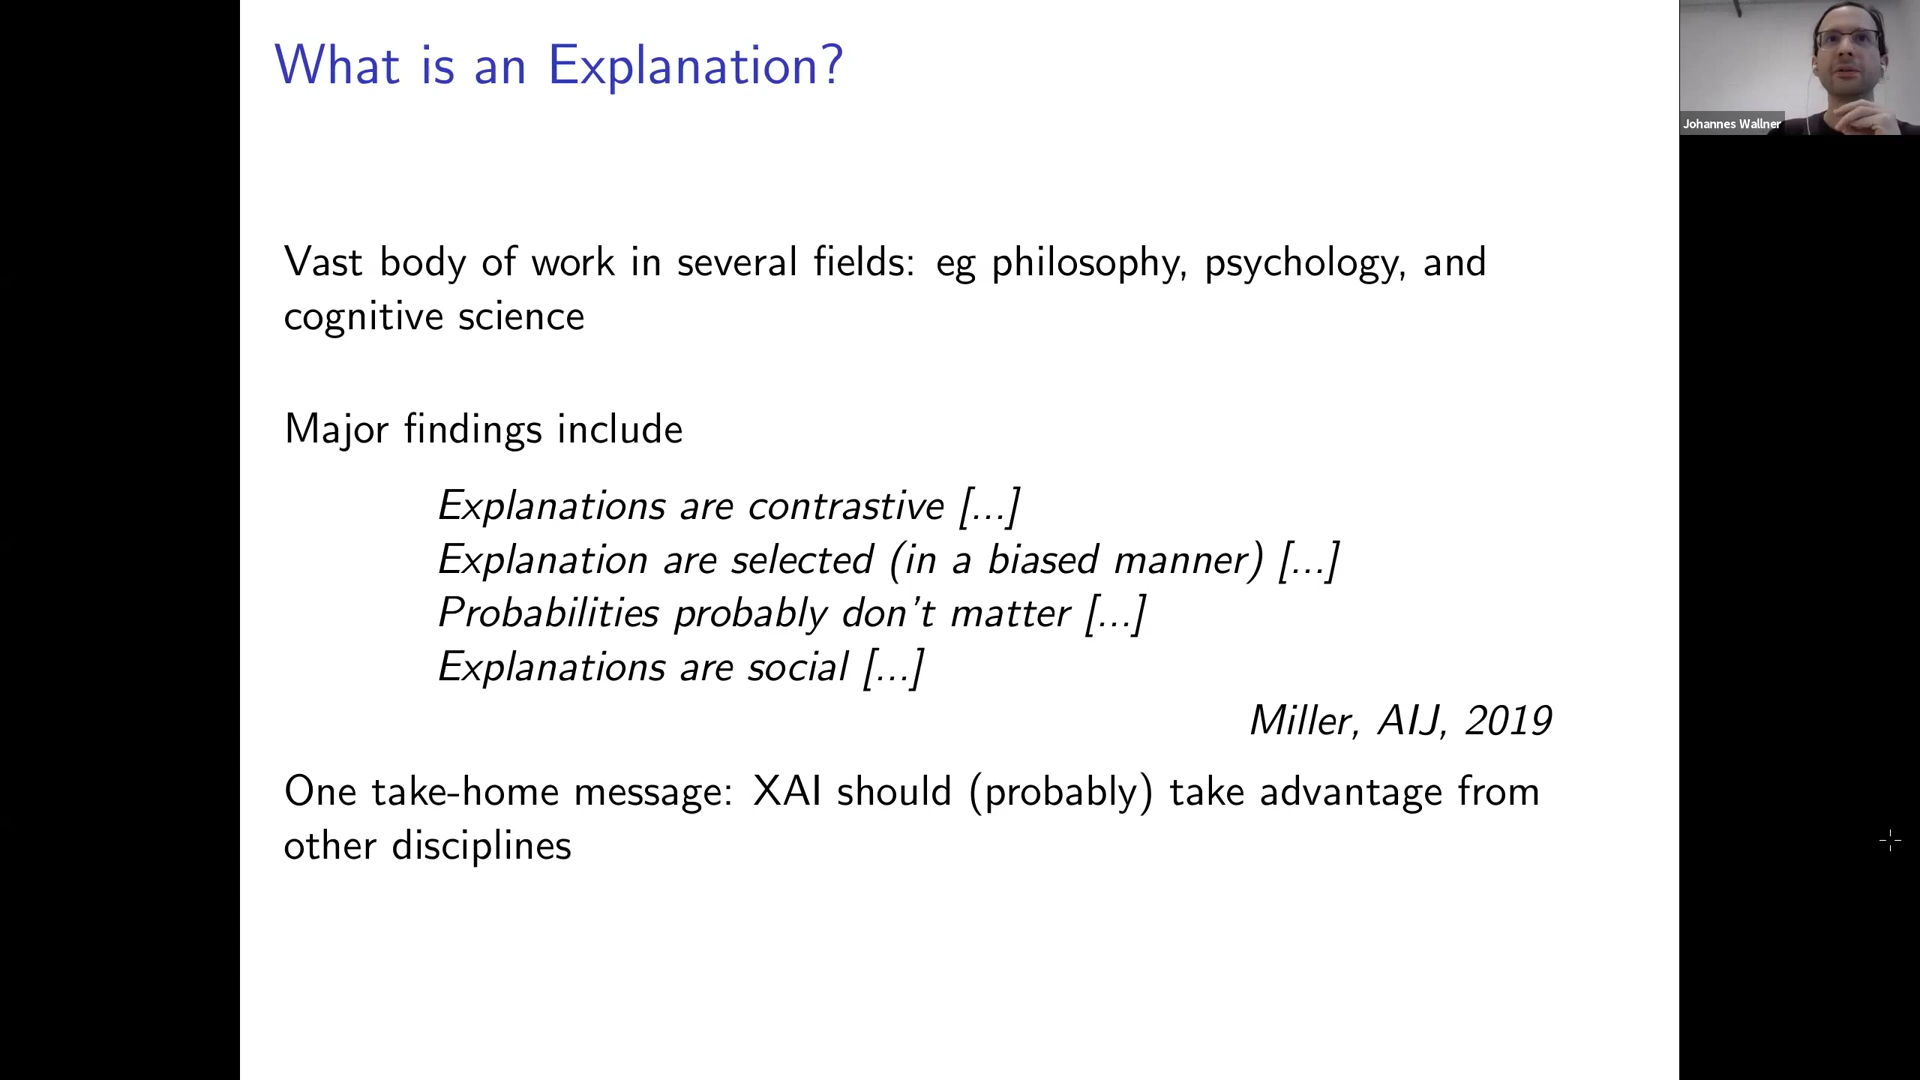 What is an Explanation?
Johannes Wallner
Vast body of work in several fields: eg philosophy, psychology, and
cognitive science
Major findings include
Explanations are contrastive [...]
Explanation are selected (in a biased manner) [...]
Probabilities probably don't matter [...]
Explanations are social [...]
Miller, AIJ, 2019
One take-home message: XAI should (probably) take advantage from
other disciplines